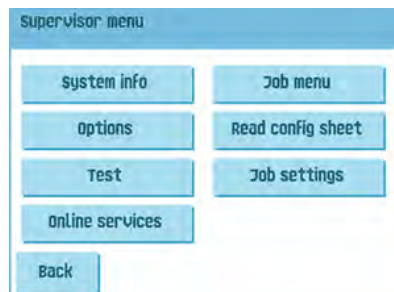 Supervisor menu
System info
Job menu
Options
Read config sheet
Test
Job settings
Online services
Back